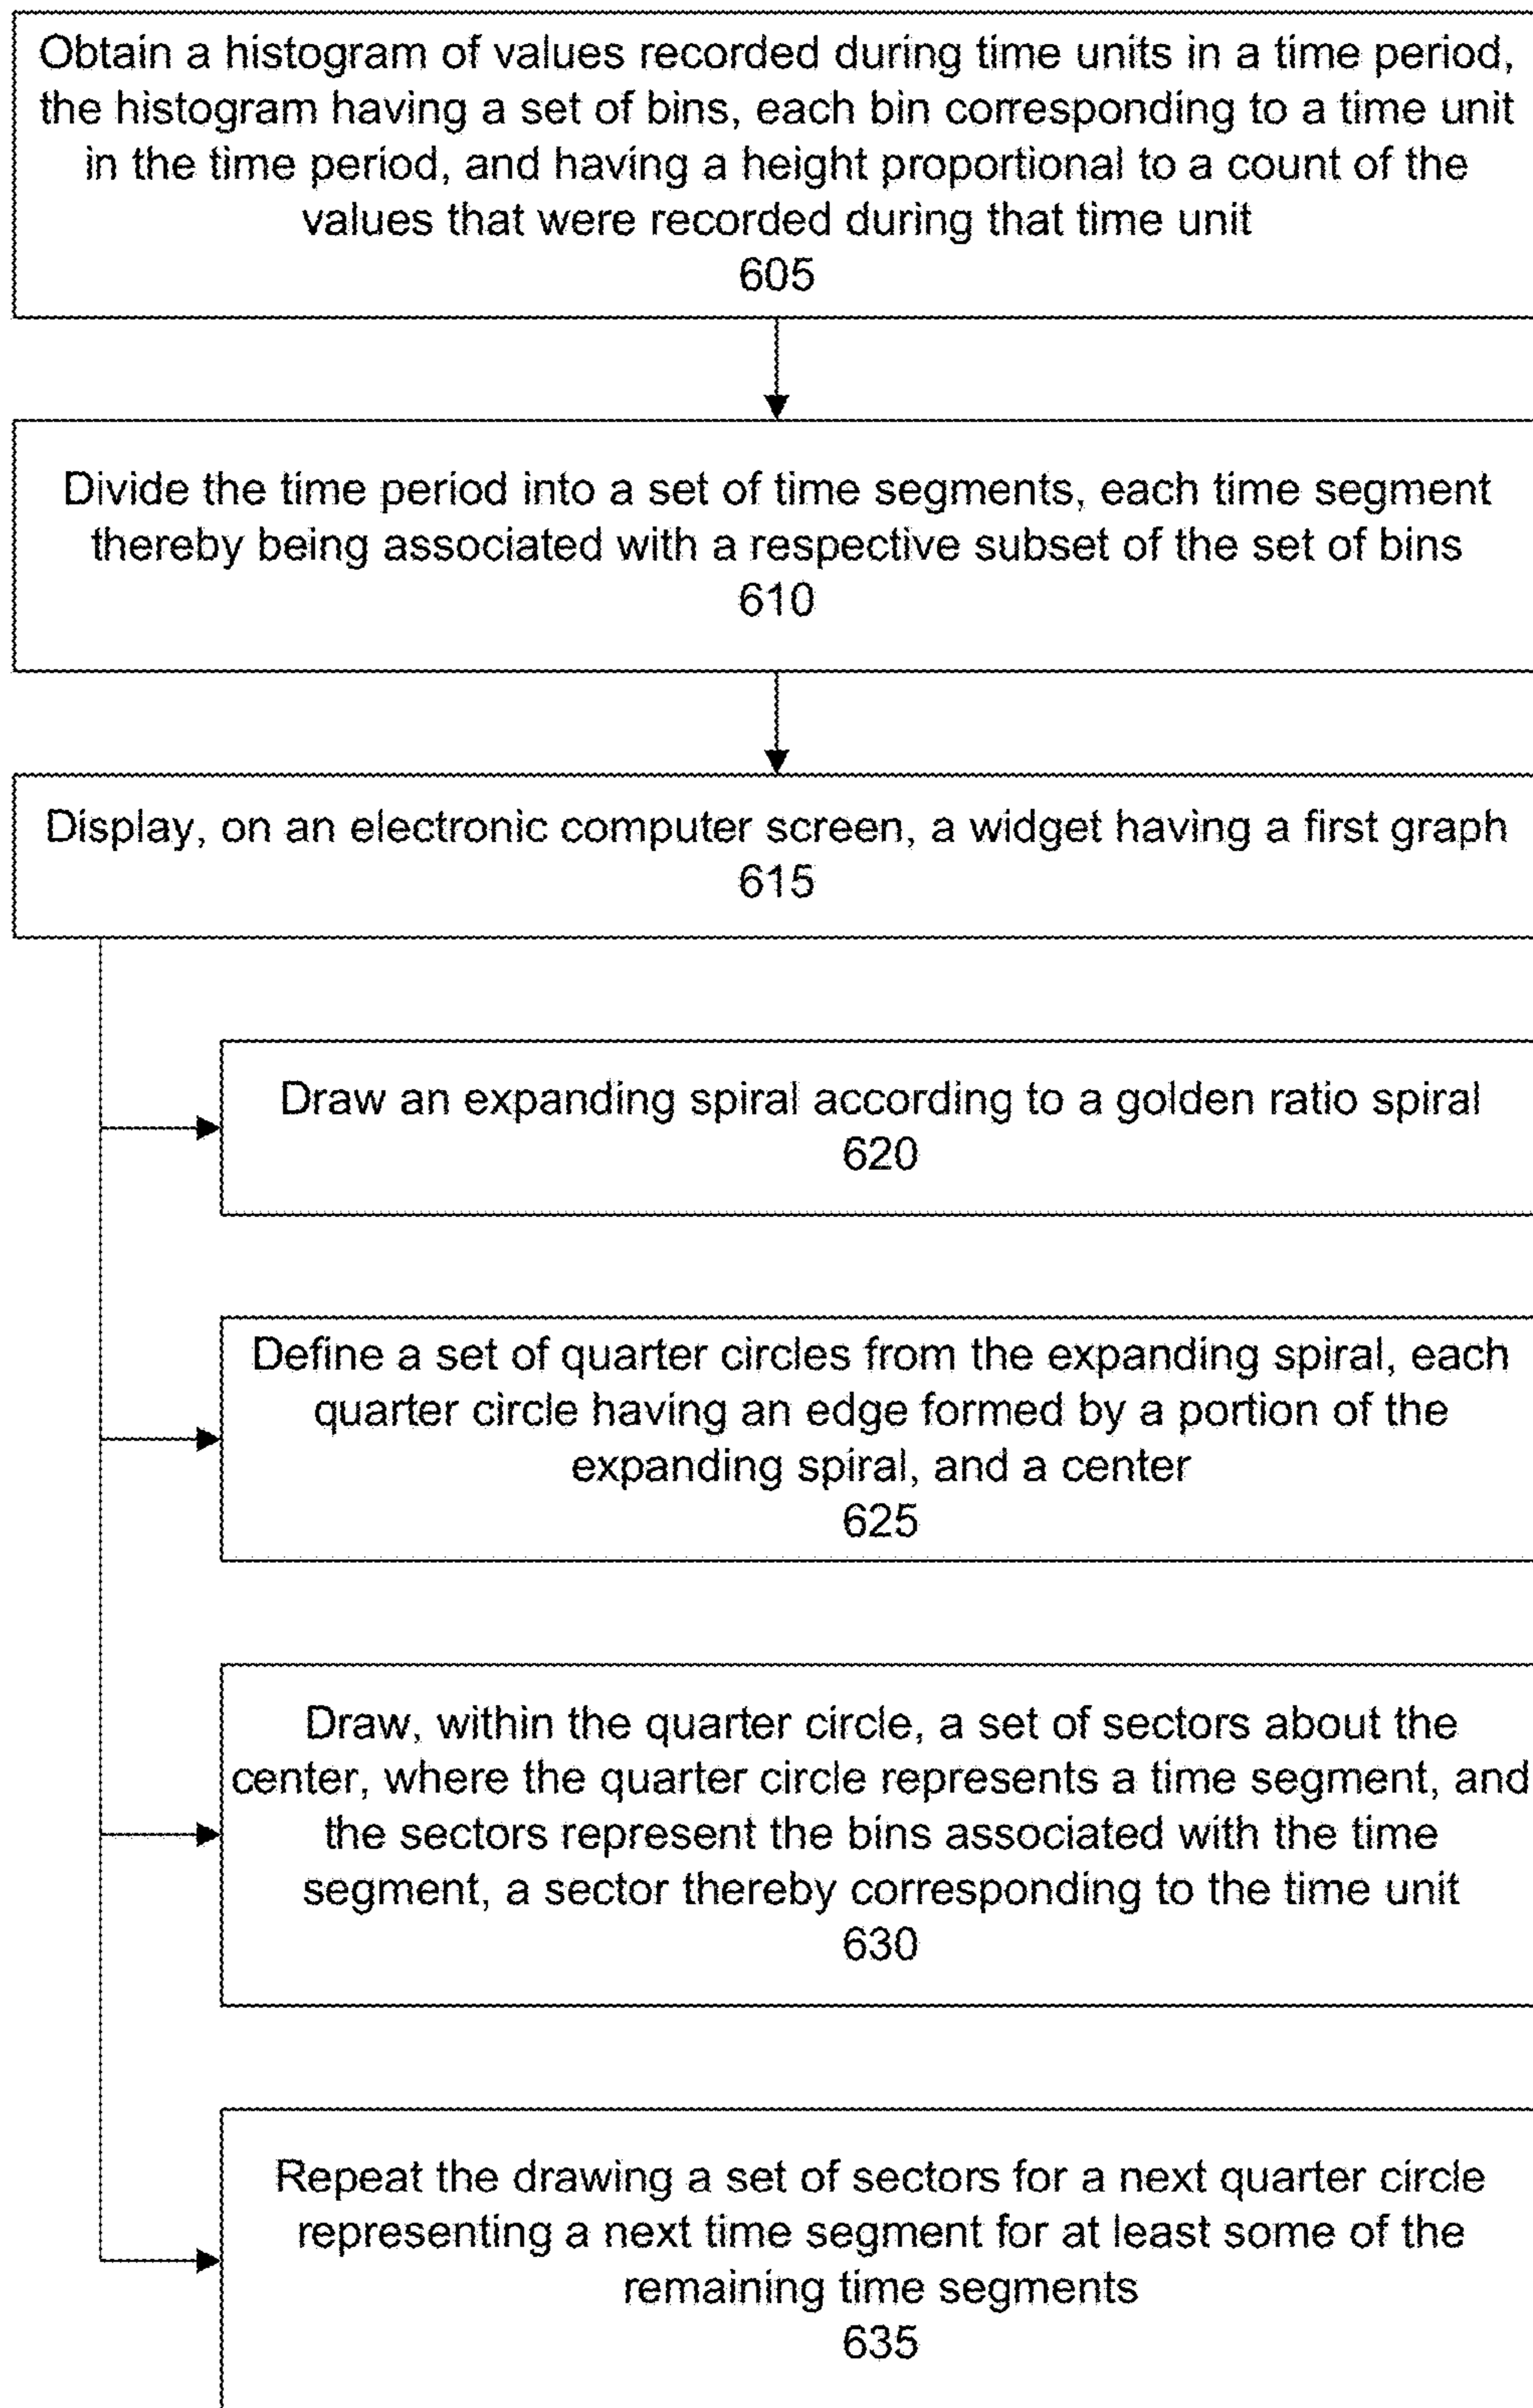 Obtain a histogram of values recorded during time units in a time period,
the histogram having a set of bins, each bin corresponding to a time unit
in the time period, and having a height proportional to a count of the
values that were recorded during that time unit
605
Divide the time period into a set of time segments, each time segment
thereby being associated with a respective subset of the set of bins
610
Display, on an electronic computer screen, a widget having a first graph
615
Draw an expanding spiral according to a golden ratio spiral
620
Define a set of quarter circles from the expanding spiral, each
quarter circle having an edge formed by a portion of the
expanding spiral, and a center
625
Draw, within the quarter circle, a set of sectors about the
center, where the quarter circle represents a time segment, and
the sectors represent the bins associated with the time
segment, a sector thereby corresponding to the time unit
630
Repeat the drawing a set of sectors for a next quarter circle
representing a next time segment for at least some of the
remaining time segments
635